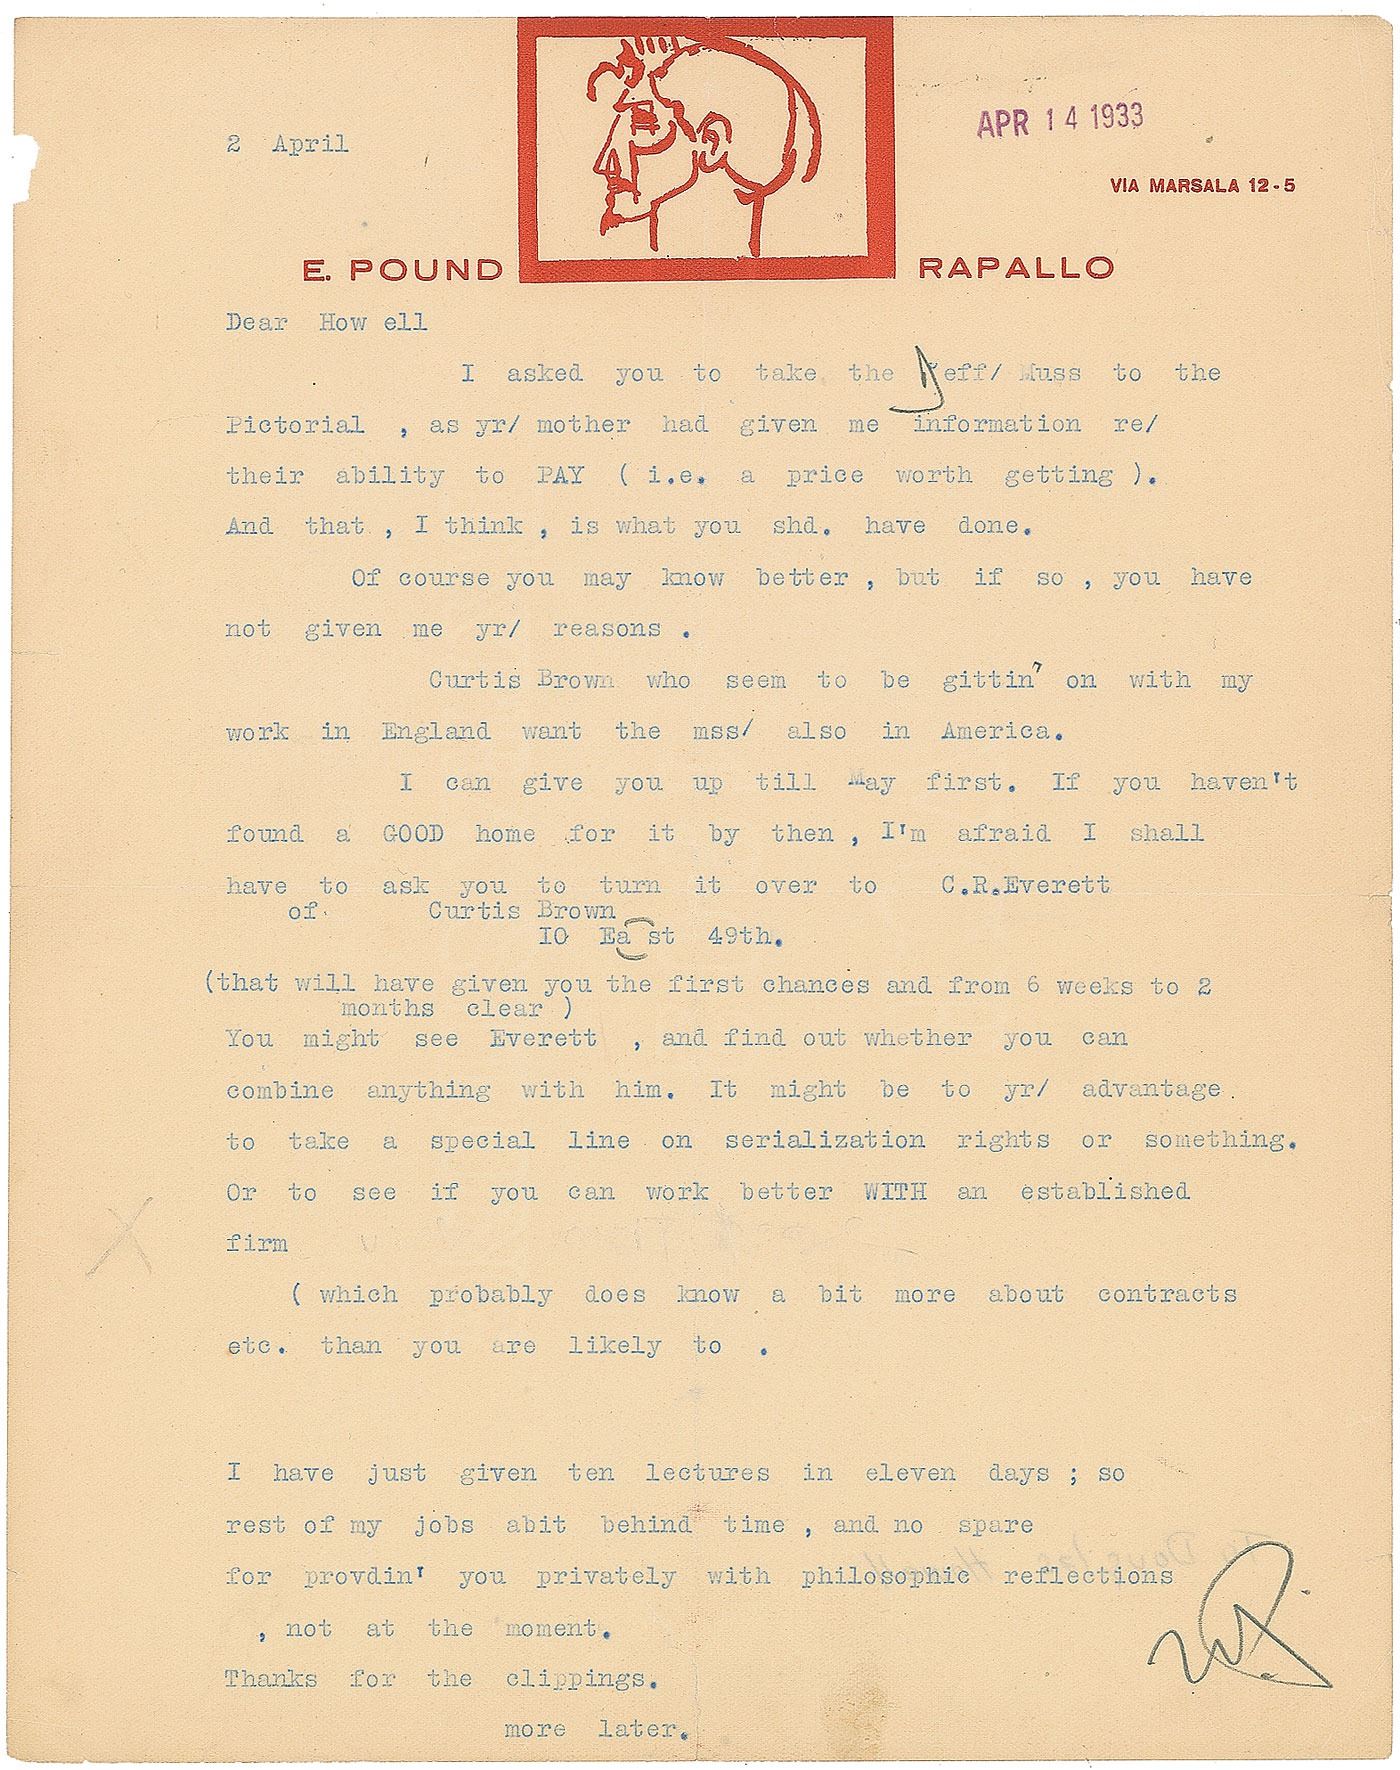 APR 14 1933
2 April
VIA MARSALA 12-5
E. POUND RAPALLO
Dear How ell
I asked you to take the Jeff/ Muss to the
Pictorial , as yr/ mother had given me information re/
their ability to PAY ( i.e. a price worth getting ).
And that , I think , is what you shd. have done.
Of course you may know better , but if so , you have
not given me yr/ reasons .
Curtis Brown who seem to be gittin' on with my
work in England want the mss/ also in America.
I can give you up till May first. If you haven't
found a GOOD home for it by then , I'm afraid I shall
have to ask you to turn it over to C.R.Everett
of Curtis Brown
10 Ea st 49th.
(that will have given you the first chances and from 6 weeks to 2
months clear )
You might see Everett , and find out whether you can
combine anything with him. It might be to yr/ advantage
to take a special line on serialization rights or something.
Or to see if you can work better WITH an established
firm
( which probably does know a bit more about contracts
etc. than you are likely to .
I have just given ten lectures in eleven days ; so
rest of my jobs abit behind time , and no spare
for provdin' you privately with philosophic reflections
, not at the moment.
Thanks for the clippings.
more later.